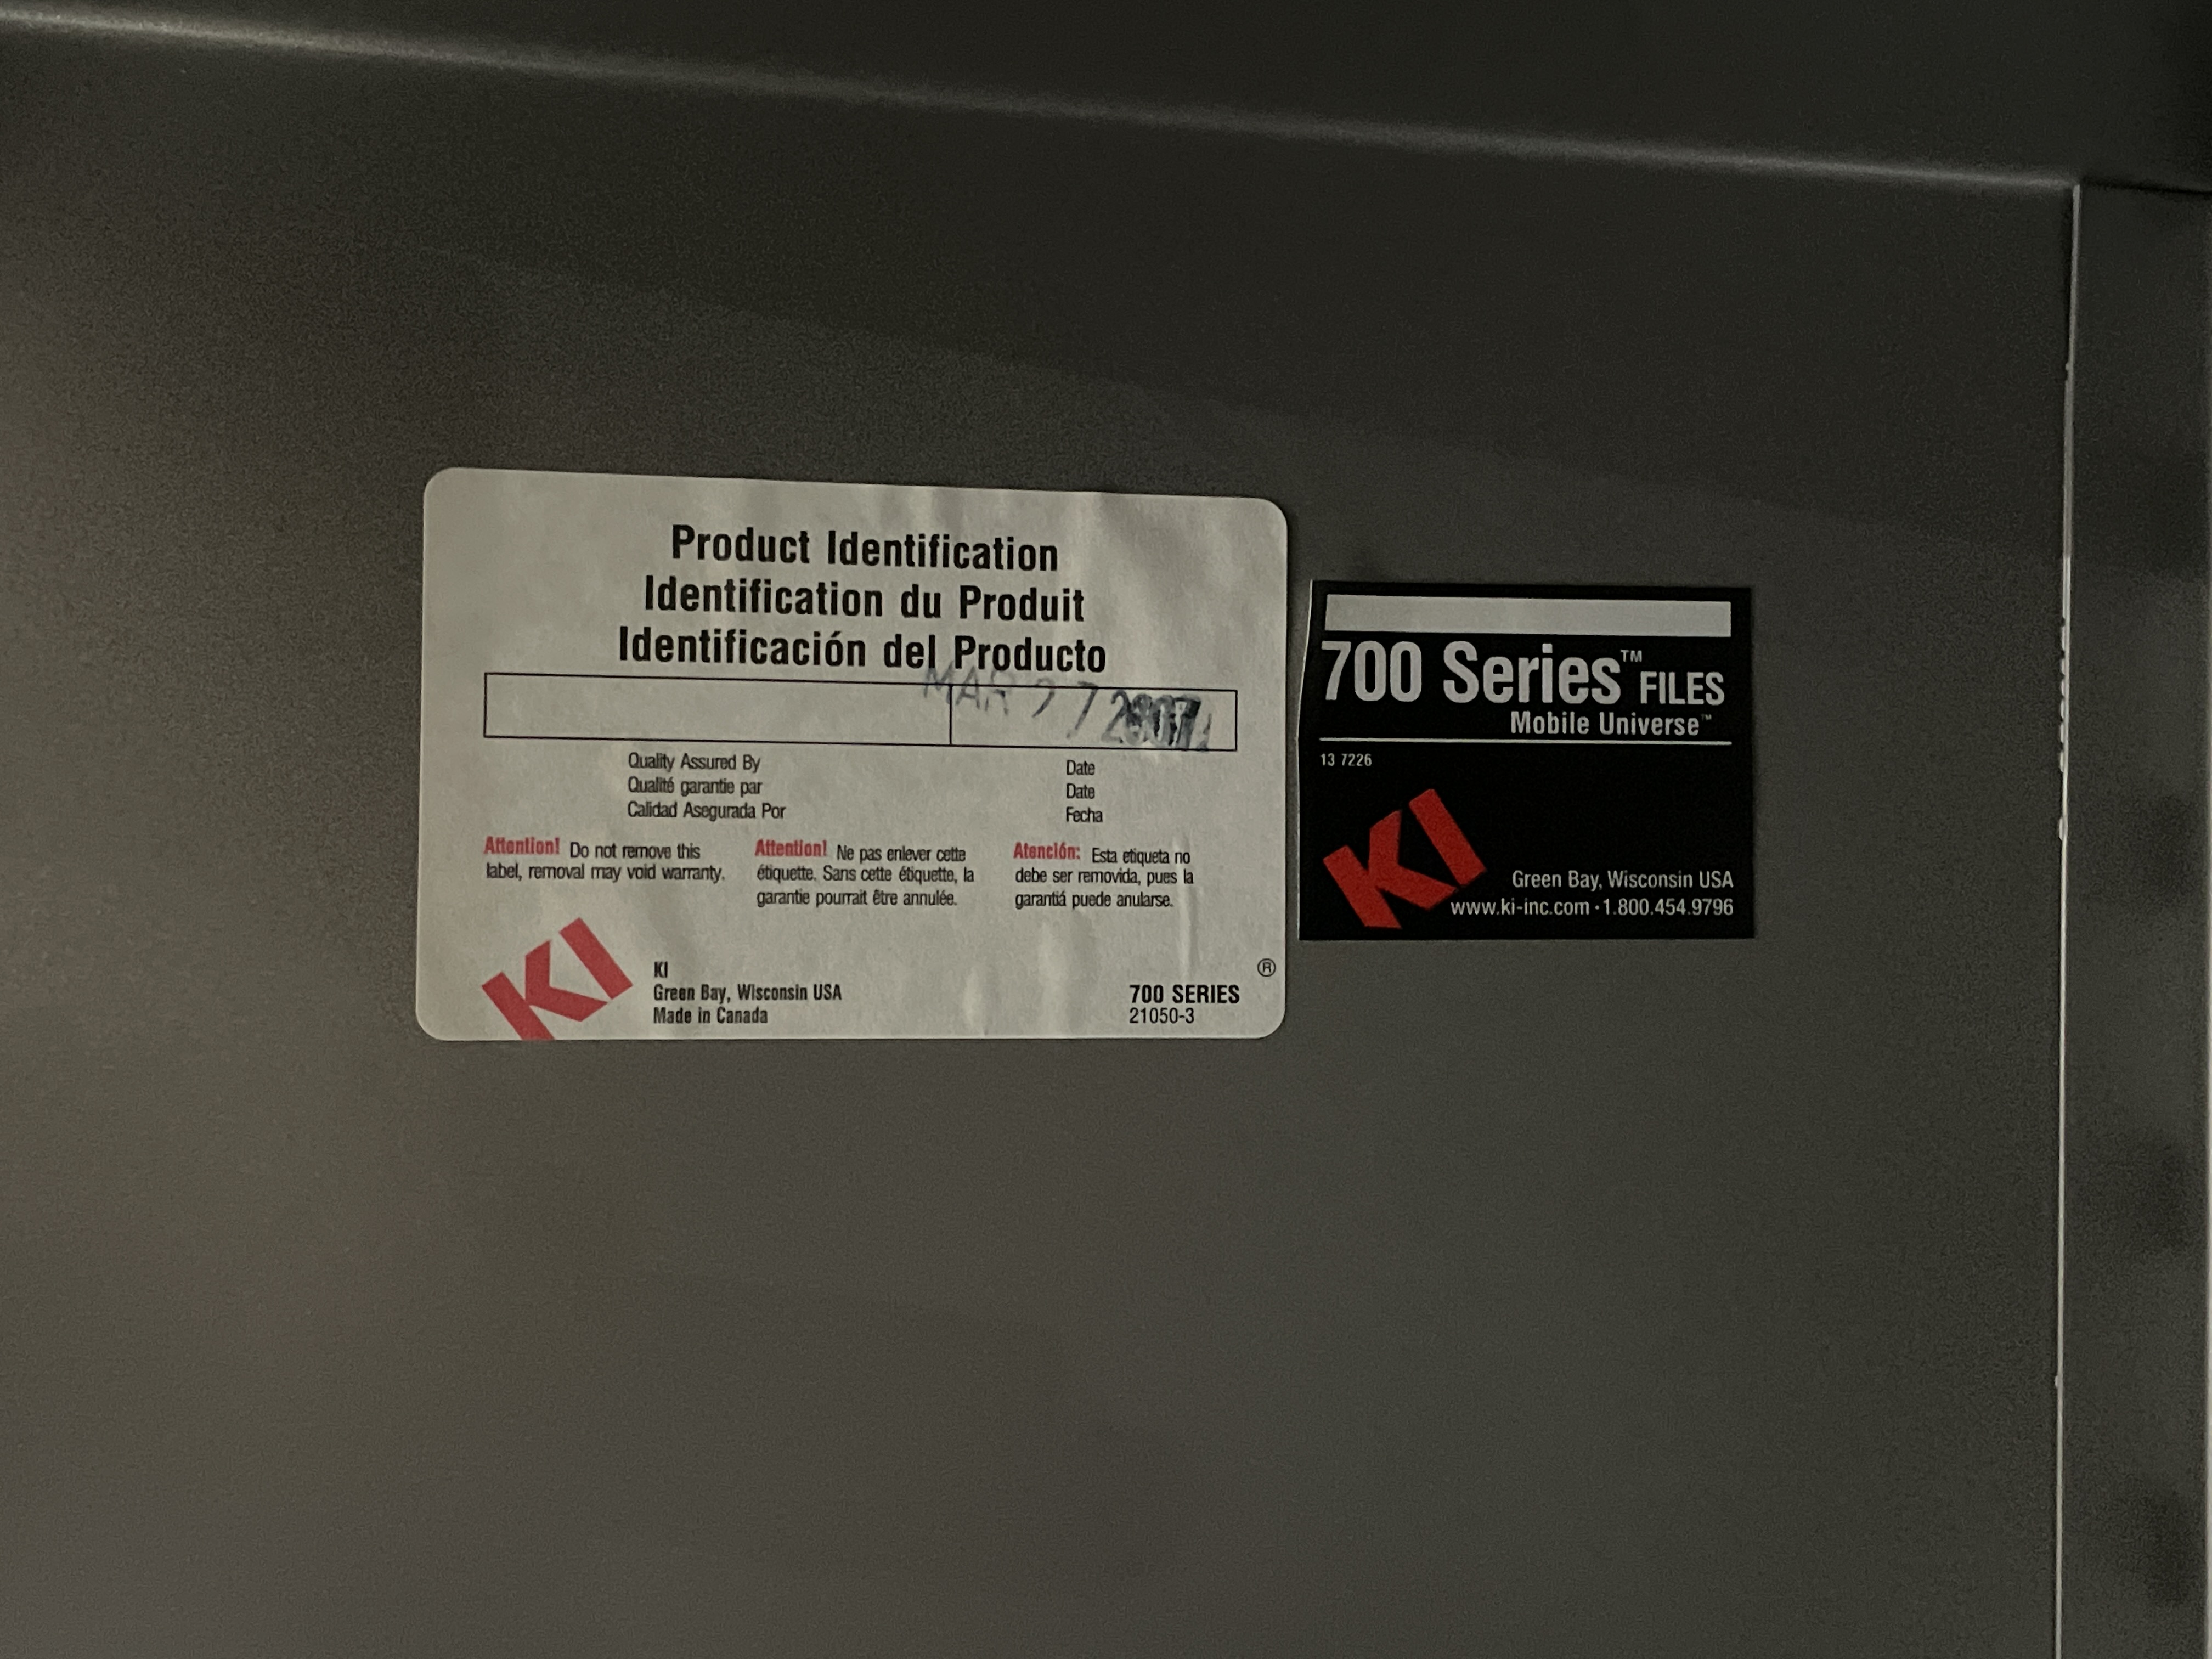 Product Identification
Identification du Produit
Identificación del Producto
MAR 27 2007
Quality Assured By
Qualité garantie par
Calidad Asegurada Por
Date
Date
Fecha
Attention! Do not remove this
label, removal may void warranty.
Attention! Ne pas enlever cette
étiquette. Sans cette étiquette, la
garantie pourrait être annulée.
Atención: Esta etiqueta no
debe ser removida, pues la
garantiá puede anularse.
KI
KI
Green Bay, Wisconsin USA
Made in Canada
®
700 SERIES
21050-3
700 Series™ FILES
Mobile Universe™
13 7226
KI
Green Bay, Wisconsin USA
www.ki-inc.com · 1.800.454.9796